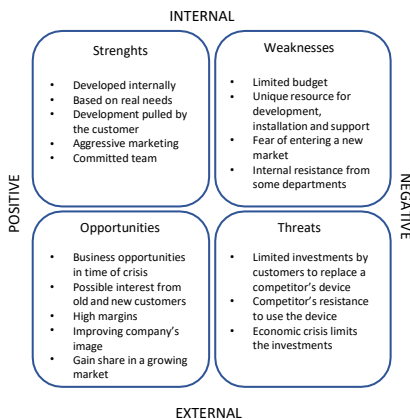 INTERNAL
Strenghts
• Developed internally
• Based on real needs
• Development pulled by
the customer
• Aggressive marketing
• Committed team
Weaknesses
• Limited budget
• Unique resource for
development,
installation and support
• Fear of entering a new
market
• Internal resistance from
some departments
POSITIVE
NEGATIVE
Opportunities
• Business opportunities
in time of crisis
• Possible interest from
old and new customers
• High margins
• Improving company's
image
• Gain share in a growing
market
Threats
• Limited investments by
customers to replace a
competitor's device
• Competitor's resistance
to use the device
• Economic crisis limits
the investments
EXTERNAL